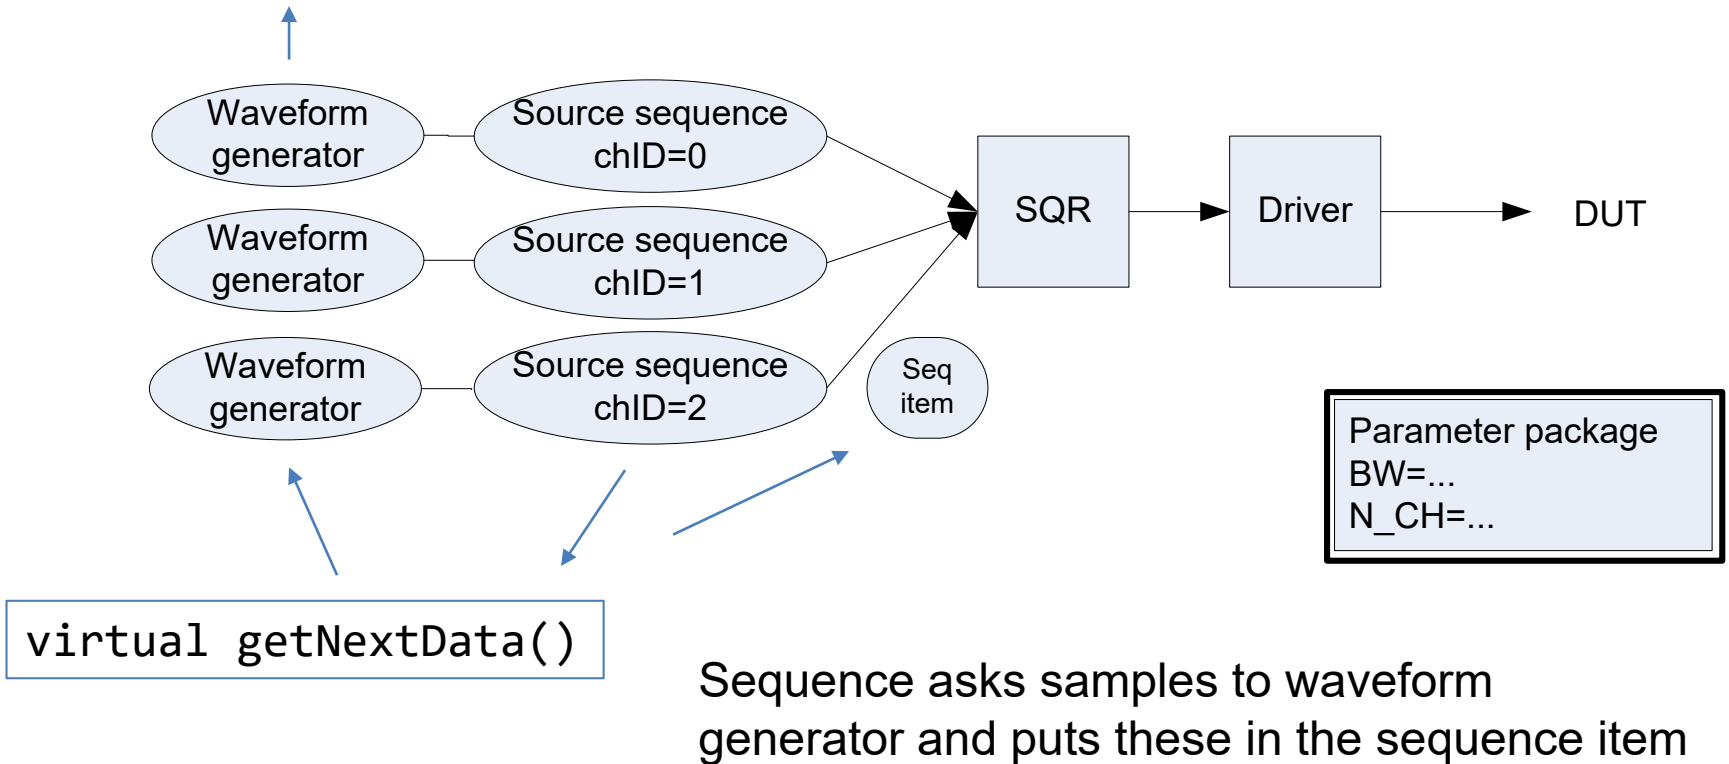 Waveform
generator
Source sequence
chID=0
Waveform
generator
Source sequence
chID=1
Waveform
generator
Source sequence
chID=2
SQR
Driver
DUT
Seq
item
Parameter package
BW=...
N_CH=...
virtual getNextData()
Sequence asks samples to waveform
generator and puts these in the sequence item